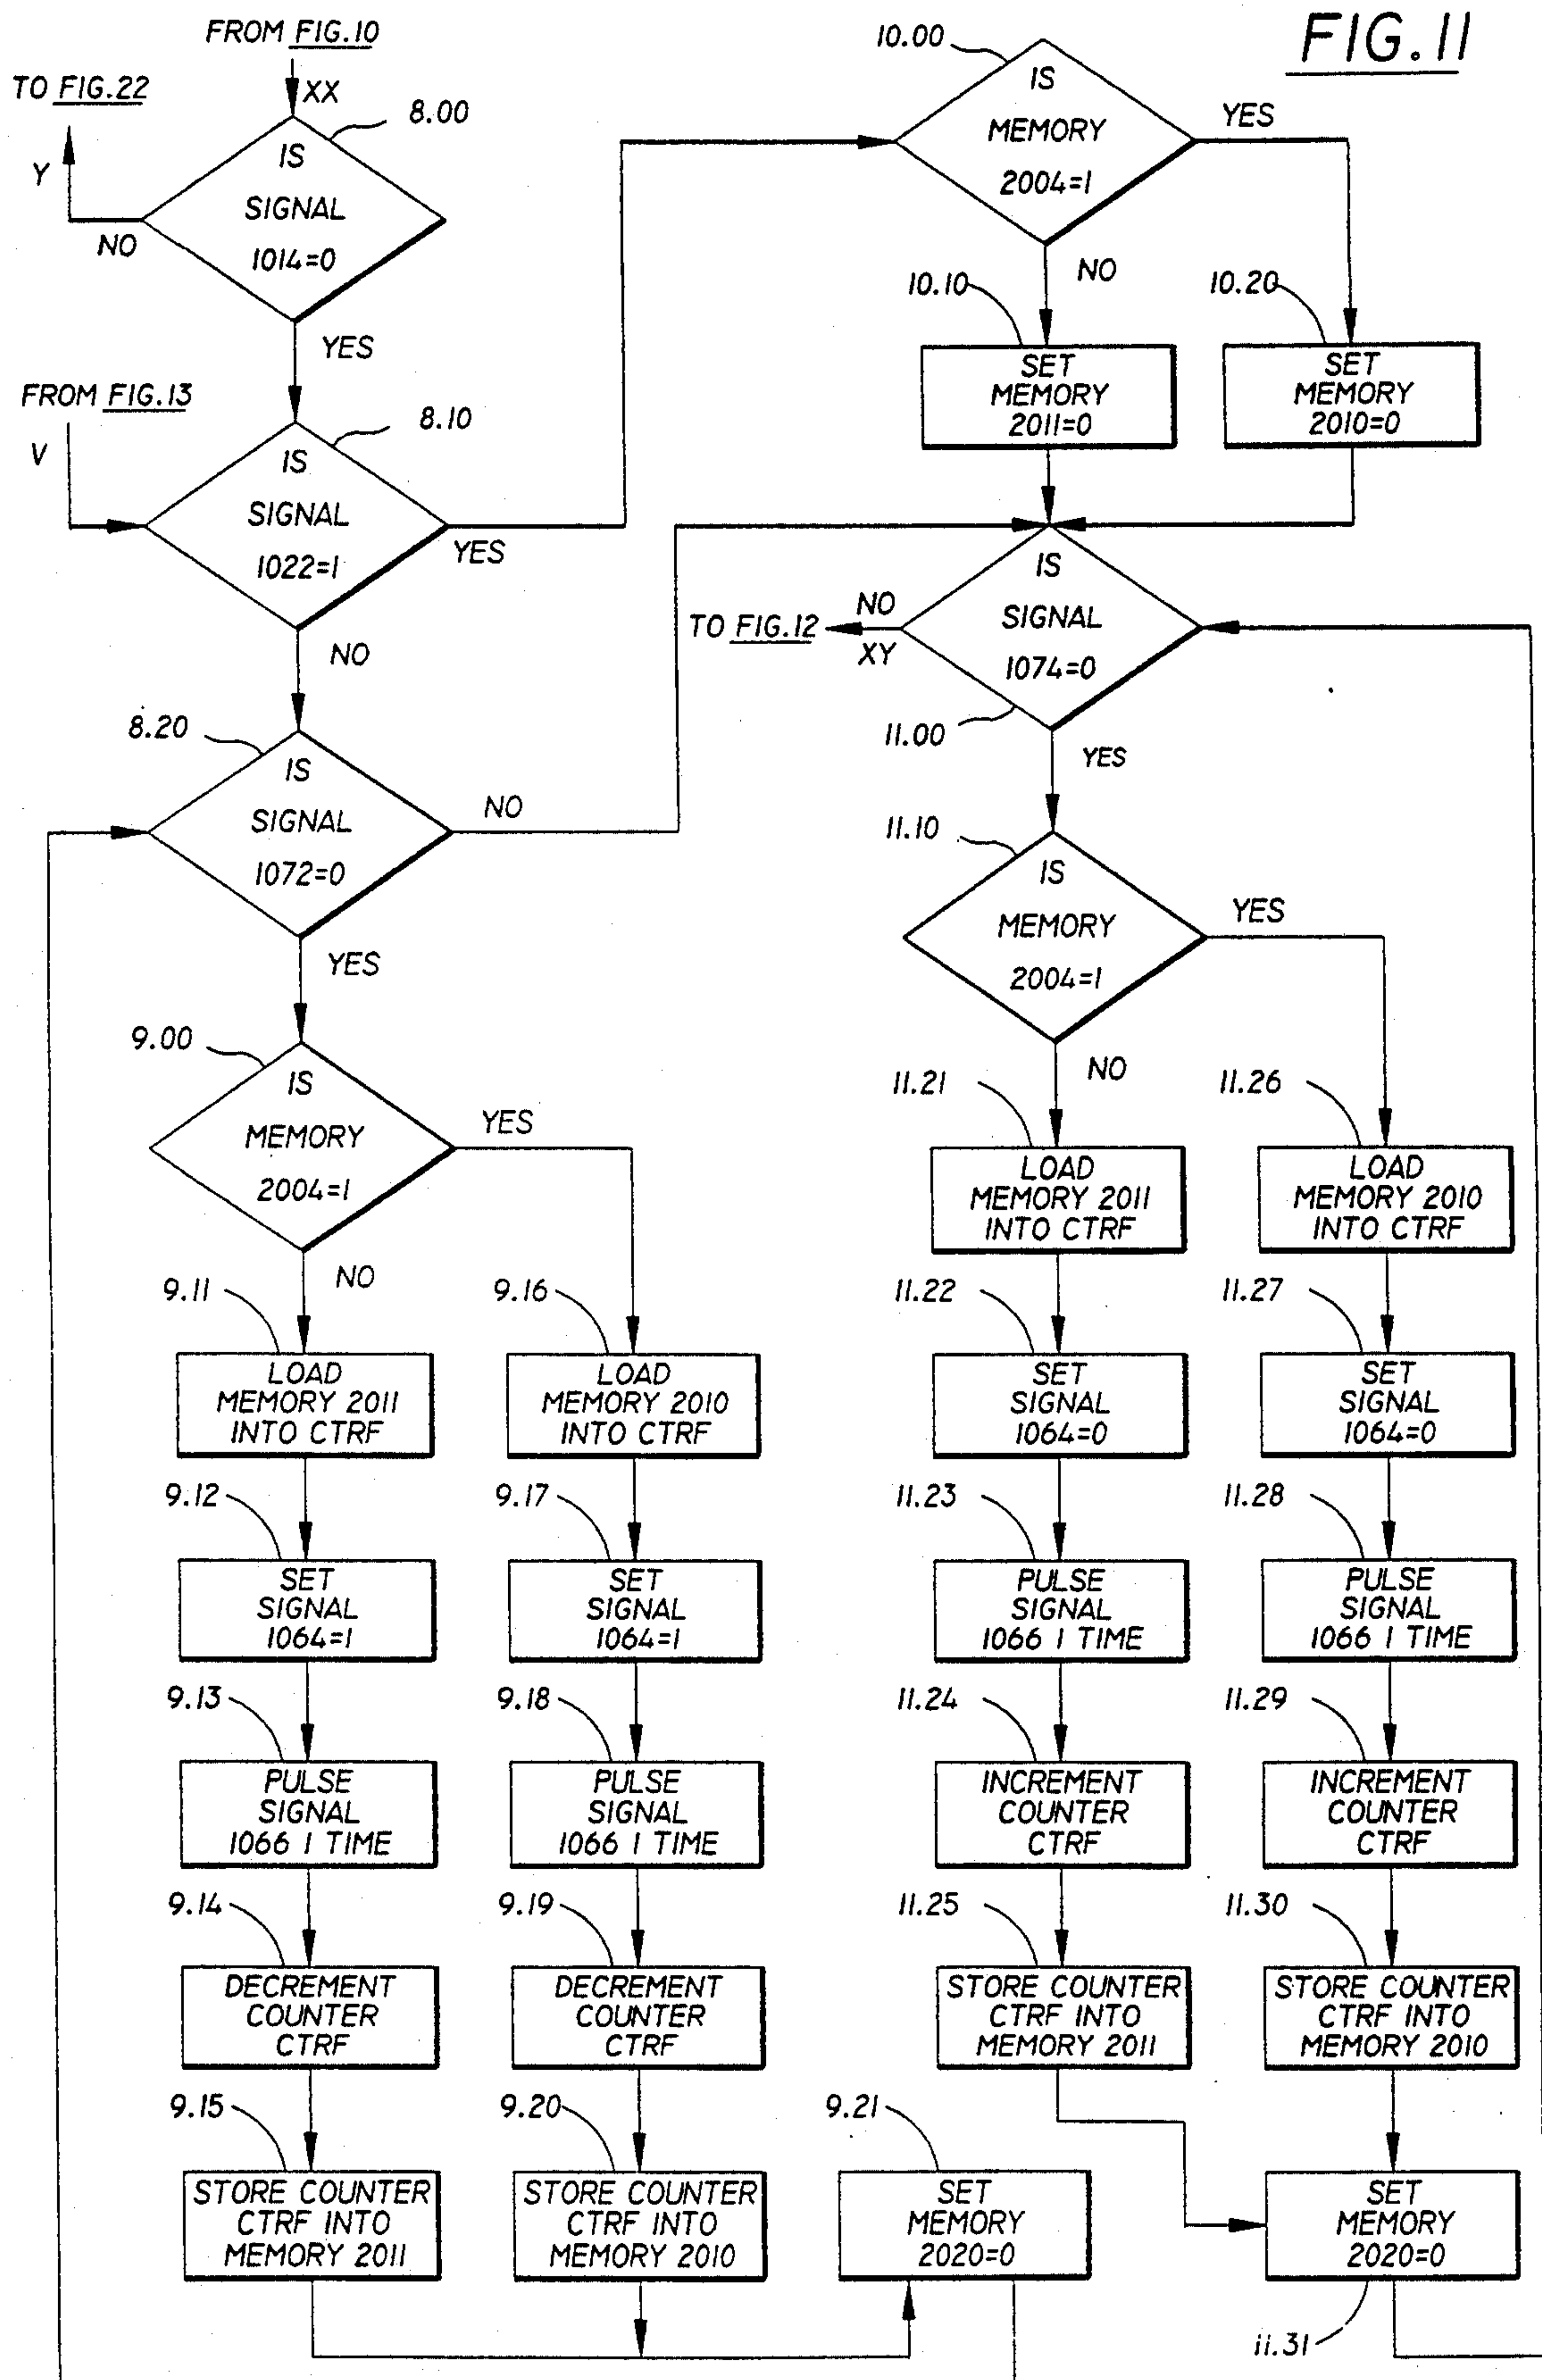 FIG.11
FROM FIG.10
XX
TO FIG.22
Y
8.00
IS
SIGNAL
1014=0
NO
YES
FROM FIG.13
V
8.10
IS
SIGNAL
1022=1
YES
NO
8.20
IS
SIGNAL
1072=0
NO
YES
9.00
IS
MEMORY
2004=1
YES
NO
9.11
LOAD
MEMORY 2011
INTO CTRF
9.12
SET
SIGNAL
1064=1
9.13
PULSE
SIGNAL
1066 1 TIME
9.14
DECREMENT
COUNTER
CTRF
9.15
STORE COUNTER
CTRF INTO
MEMORY 2011
9.16
LOAD
MEMORY 2010
INTO CTRF
9.17
SET
SIGNAL
1064=1
9.18
PULSE
SIGNAL
1066 1 TIME
9.19
DECREMENT
COUNTER
CTRF
9.20
STORE COUNTER
CTRF INTO
MEMORY 2010
9.21
SET
MEMORY
2020=0
10.00
IS
MEMORY
2004=1
YES
NO
10.10
SET
MEMORY
2011=0
10.20
SET
MEMORY
2010=0
IS
SIGNAL
1074=0
NO
TO FIG.12
XY
11.00
YES
11.10
IS
MEMORY
2004=1
YES
NO
11.21
LOAD
MEMORY 2011
INTO CTRF
11.22
SET
SIGNAL
1064=0
11.23
PULSE
SIGNAL
1066 1 TIME
11.24
INCREMENT
COUNTER
CTRF
11.25
STORE COUNTER
CTRF INTO
MEMORY 2011
11.26
LOAD
MEMORY 2010
INTO CTRF
11.27
SET
SIGNAL
1064=0
11.28
PULSE
SIGNAL
1066 1 TIME
11.29
INCREMENT
COUNTER
CTRF
11.30
STORE COUNTER
CTRF INTO
MEMORY 2010
SET
MEMORY
2020=0
11.31